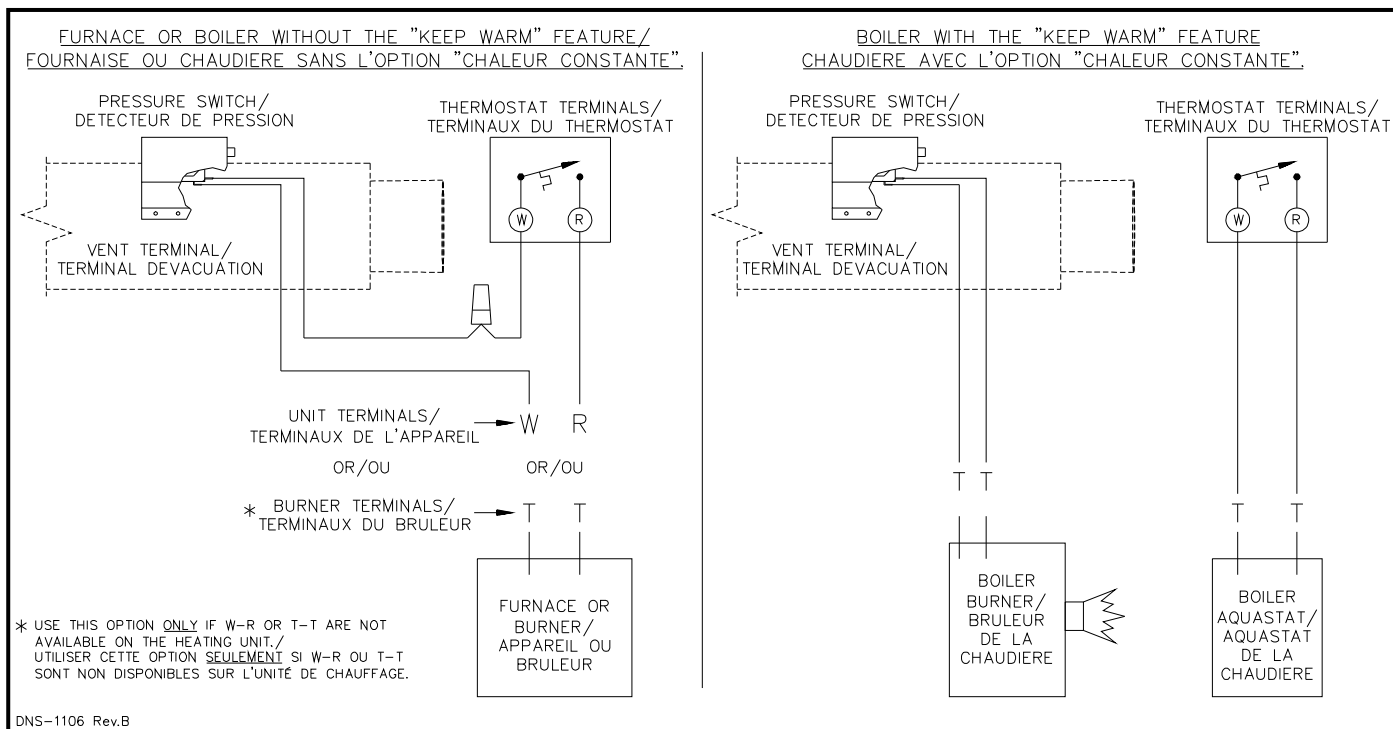 FURNACE OR BOILER WITHOUT THE "KEEP WARM" FEATURE/
FOURNAISE OU CHAUDIERE SANS L'OPTION "CHALEUR CONSTANTE".
PRESSURE SWITCH/
DETECTEUR DE PRESSION
THERMOSTAT TERMINALS/
TERMINAUX DU THERMOSTAT
W
R
VENT TERMINAL/
TERMINAL DEVACUATION
UNIT TERMINALS/
TERMINAUX DE L'APPAREIL
W R
OR/OU
OR/OU
* BURNER TERMINALS/
TERMINAUX DU BRULEUR
T T
FURNACE OR
BURNER/
APPAREIL OU
BRULEUR
* USE THIS OPTION ONLY IF W-R OR T-T ARE NOT
AVAILABLE ON THE HEATING UNIT./
UTILISER CETTE OPTION SEULEMENT SI W-R OU T-T
SONT NON DISPONIBLES SUR L'UNITÉ DE CHAUFFAGE.
DNS-1106 Rev.B
BOILER WITH THE "KEEP WARM" FEATURE
CHAUDIERE AVEC L'OPTION "CHALEUR CONSTANTE".
PRESSURE SWITCH/
DETECTEUR DE PRESSION
THERMOSTAT TERMINALS/
TERMINAUX DU THERMOSTAT
W
R
VENT TERMINAL/
TERMINAL DEVACUATION
T T
T T
BOILER
BURNER/
BRULEUR
DE LA
CHAUDIERE
BOILER
AQUASTAT/
AQUASTAT
DE LA
CHAUDIERE